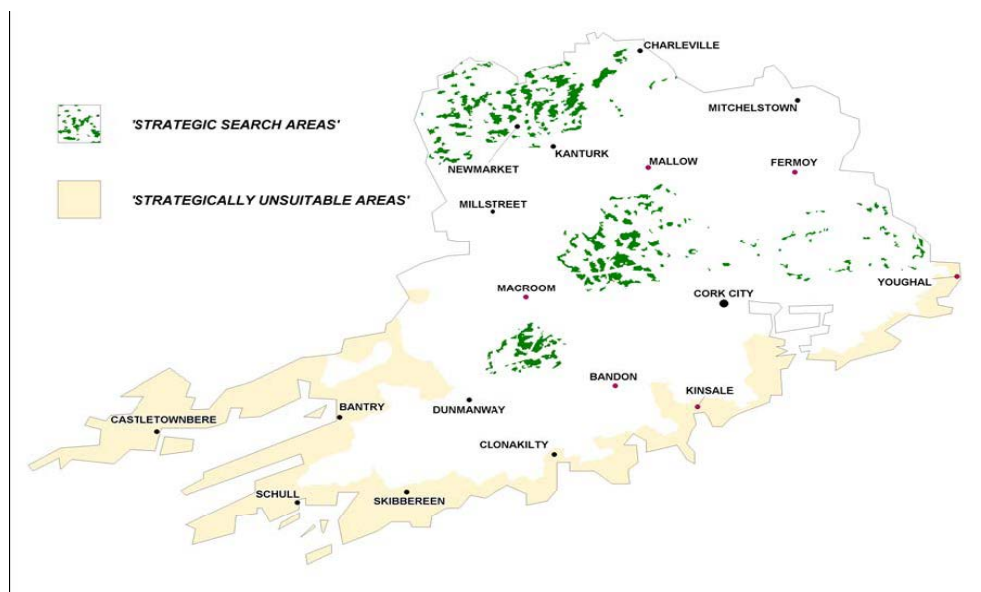 CHARLEVILLE
'STRATEGIC SEARCH AREAS'
MITCHELSTOWN
KANTURK
NEWMARKET
MALLOW
FERMOY
'STRATEGICALLY UNSUITABLE AREAS'
MILLSTREET
YOUGHAL
MACROOM
CORK CITY
BANDON
KINSALE
CASTLETOWNBERE
BANTRY
DUNMANWAY
CLONAKILTY
SCHULL
SKIBBEREEN